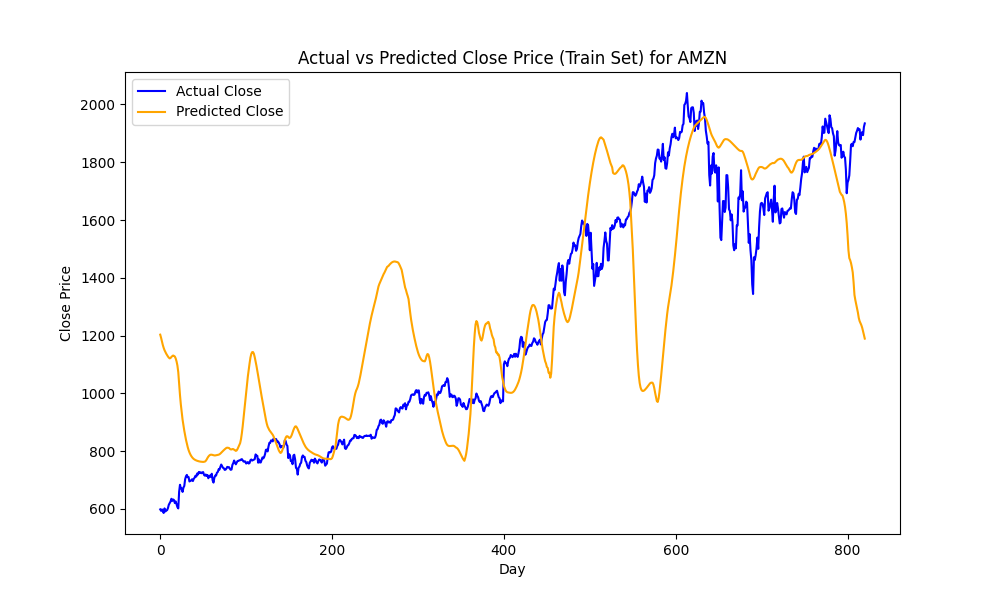 Actual vs Predicted Close Price (Train Set) for AMZN
Actual Close
Predicted Close
Close Price
2000
1800
1600
1400
1200
1000
800
600
0 200 400 600 800
Day